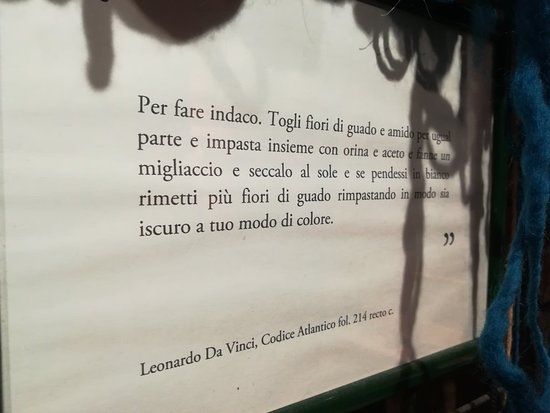 Per fare indaco. Togli fiori di guado e amido per ugual
parte e impasta insieme con orina e aceto e fanne un
migliaccio e seccalo al sole e se pendessi in bianco
rimetti più fiori di guado rimpastando in modo sia
iscuro a tuo modo di colore.
”
Leonardo Da Vinci, Codice Atlantico fol. 214 recto c.